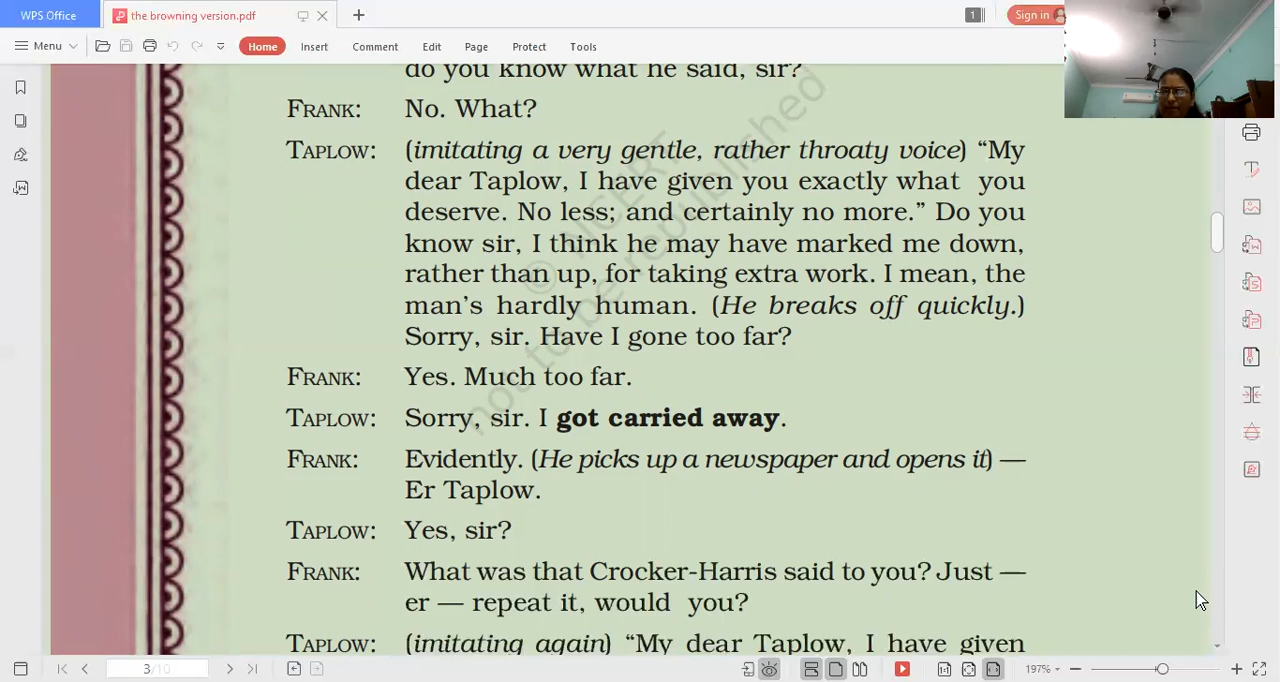 WPS Office
the browning version.pdf
1
Sign in
Menu
Home
Insert
Comment
Edit
Page
Protect
Tools
do you know what he said, sir?
FRANK: No. What?
TAPLOW: (imitating a very gentle, rather throaty voice) “My
dear Taplow, I have given you exactly what you
deserve. No less; and certainly no more.” Do you
know sir, I think he may have marked me down,
rather than up, for taking extra work. I mean, the
man’s hardly human. (He breaks off quickly.)
Sorry, sir. Have I gone too far?
FRANK: Yes. Much too far.
TAPLOW: Sorry, sir. I got carried away.
FRANK: Evidently. (He picks up a newspaper and opens it) —
Er Taplow.
TAPLOW: Yes, sir?
FRANK: What was that Crocker-Harris said to you? Just —
er — repeat it, would you?
TAPLOW: (imitating again) “My dear Taplow, I have given
© NCERT
not to be republished
3/10
197%